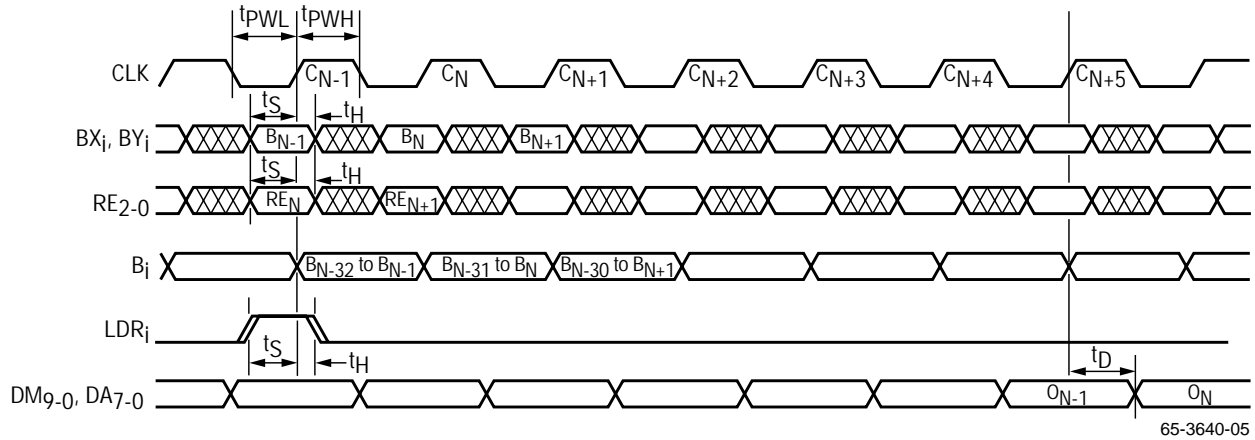 tPWL tPWH
CLK CN-1 CN CN+1 CN+2 CN+3 CN+4 CN+5
tS tH
BXi, BYi BN-1 BN BN+1
tS tH
RE2-0 REN REN+1
Bi BN-32 to BN-1 BN-31 to BN BN-30 to BN+1
LDRi
tS tH tD
DM9-0, DA7-0 ON-1 ON
65-3640-05